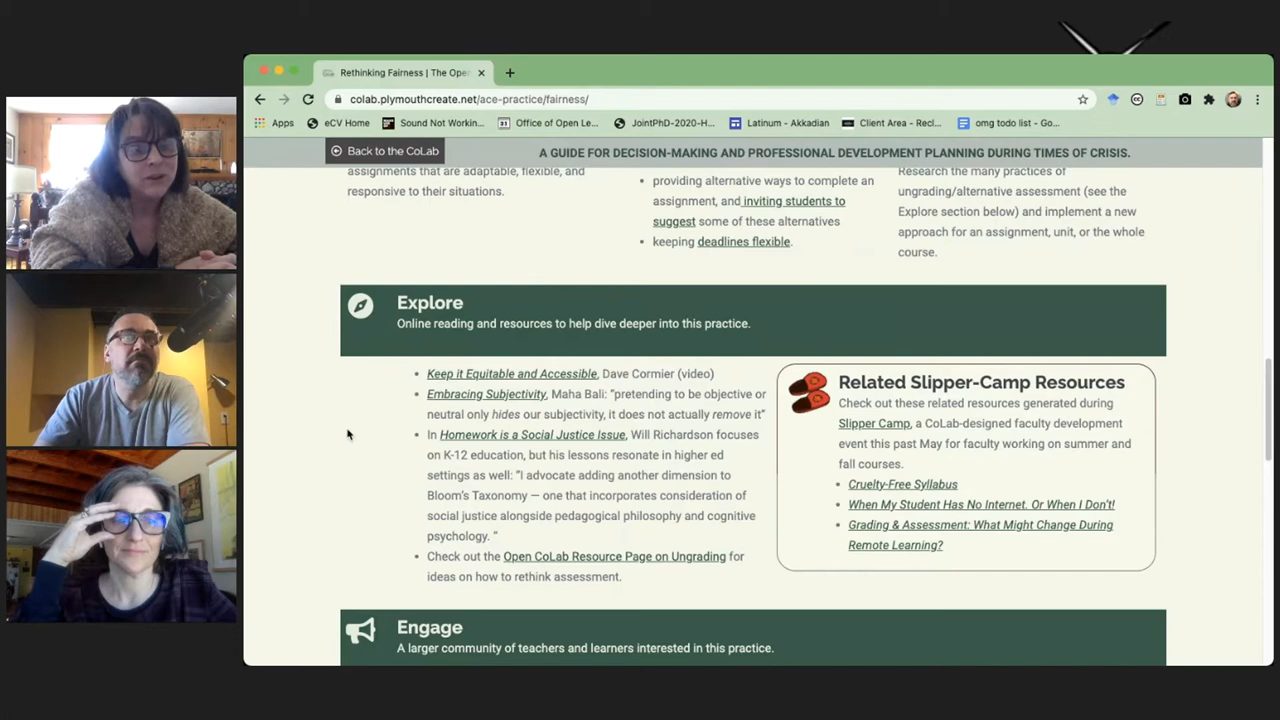 Rethinking Fairness | The Ope
colab.plymouthcreate.net/ace-practice/fairness/
Apps eCV Home Sound Not Workin... Office of Open Le... JointPhD-2020-H... Latinum - Akkadian Client Area - Recl... omg todo list - Go...
Back to the CoLab
A GUIDE FOR DECISION-MAKING AND PROFESSIONAL DEVELOPMENT PLANNING DURING TIMES OF CRISIS.
assignments that are adaptable, flexible, and
responsive to their situations.
providing alternative ways to complete an
assignment, and inviting students to
suggest some of these alternatives
keeping deadlines flexible.
Research the many practices of
ungrading/alternative assessment (see the
Explore section below) and implement a new
approach for an assignment, unit, or the whole
course.
Explore
Online reading and resources to help dive deeper into this practice.
Keep it Equitable and Accessible, Dave Cormier (video)
Embracing Subjectivity, Maha Bali: "pretending to be objective or
neutral only hides our subjectivity, it does not actually remove it"
In Homework is a Social Justice Issue, Will Richardson focuses
on K-12 education, but his lessons resonate in higher ed
settings as well: "I advocate adding another dimension to
Bloom's Taxonomy — one that incorporates consideration of
social justice alongside pedagogical philosophy and cognitive
psychology. "
Check out the Open CoLab Resource Page on Ungrading for
ideas on how to rethink assessment.
Related Slipper-Camp Resources
Check out these related resources generated during
Slipper Camp, a CoLab-designed faculty development
event this past May for faculty working on summer and
fall courses.
Cruelty-Free Syllabus
When My Student Has No Internet. Or When I Don't!
Grading & Assessment: What Might Change During
Remote Learning?
Engage
A larger community of teachers and learners interested in this practice.